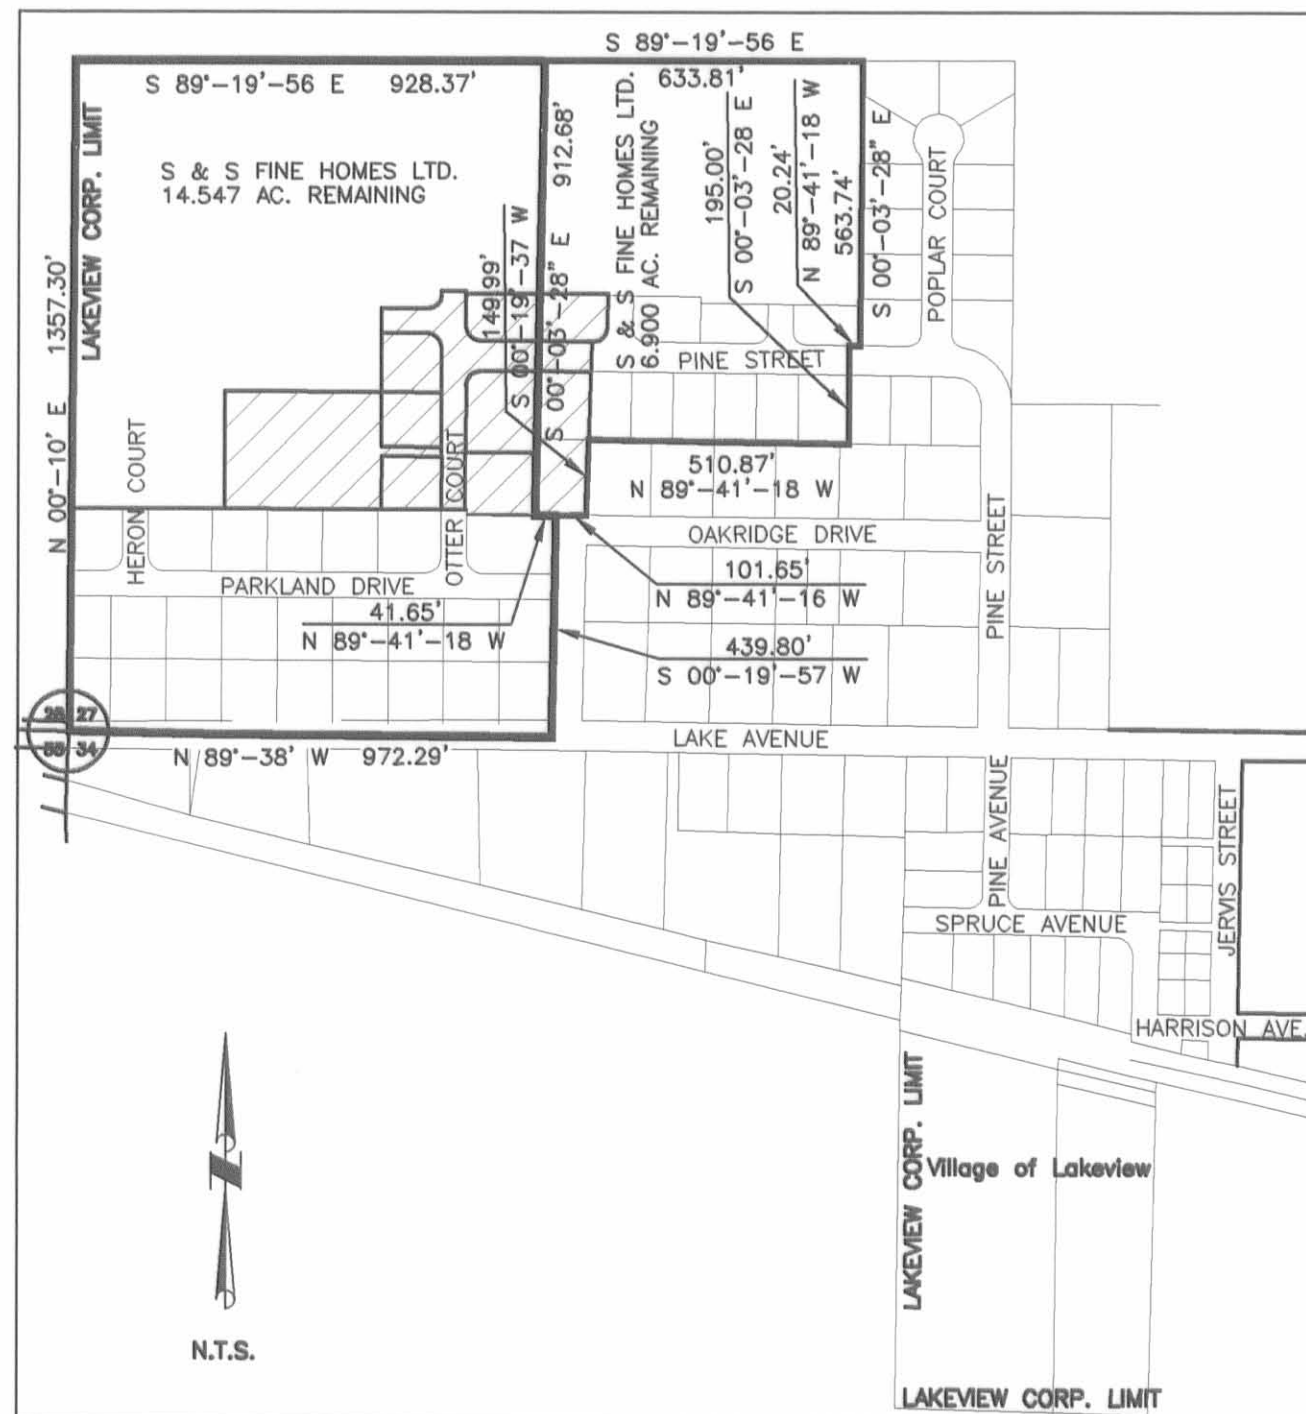 S 89°-19'-56 E
S 89°-19'-56 E 928.37'
633.81'
LAKEVIEW CORP. LIMIT
N 00°-10' E 1357.30'
S & S FINE HOMES LTD.
14.547 AC. REMAINING
149.99'
S 00°-19'-37 W
S 00°-03'-28" E 912.68'
S & S FINE HOMES LTD.
6.900 AC. REMAINING
195.00'
S 00°-03'-28 E
20.24'
N 89°-41'-18 W
563.74'
S 00°-03'-28" E
POPLAR COURT
PINE STREET
510.87'
N 89°-41'-18 W
OAKRIDGE DRIVE
HERON COURT
OTTER COURT
PARKLAND DRIVE
101.65'
N 89°-41'-16 W
41.65'
N 89°-41'-18 W
439.80'
S 00°-19'-57 W
PINE STREET
27
34
N 89°-38' W 972.29'
LAKE AVENUE
PINE AVENUE
JERVIS STREET
SPRUCE AVENUE
HARRISON AVE.
LAKEVIEW CORP. LIMIT
Village of Lakeview
N
N.T.S.
LAKEVIEW CORP. LIMIT